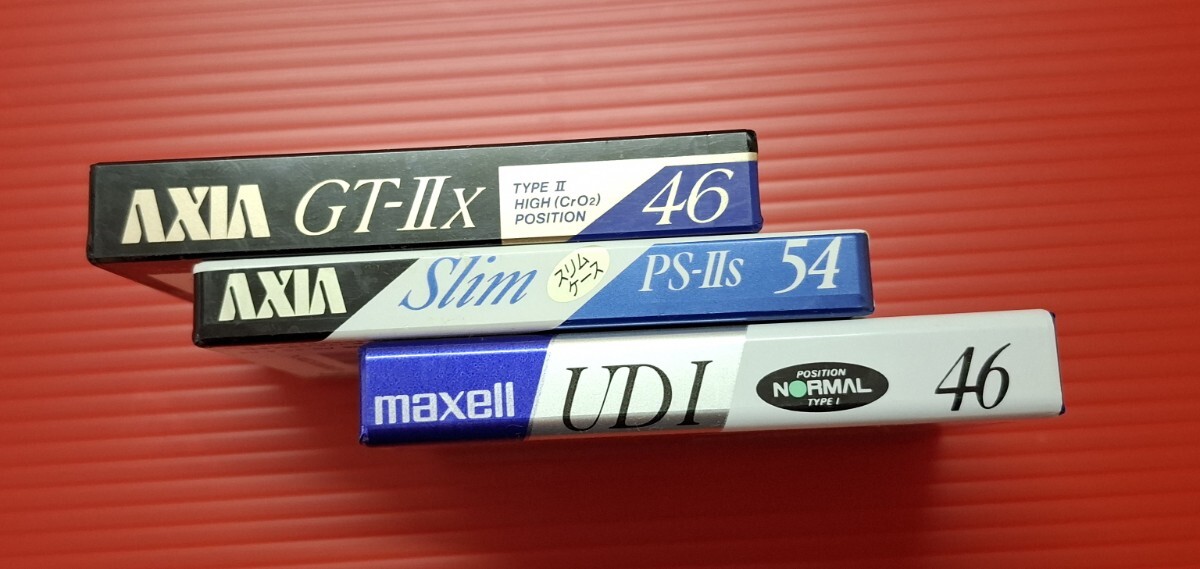 AXIA GT-IIx TYPE II
HIGH (CrO2)
POSITION 46
AXIA Slim スリム
ケース PS-IIs 54
maxell UDI POSITION
NORMAL
TYPE I 46